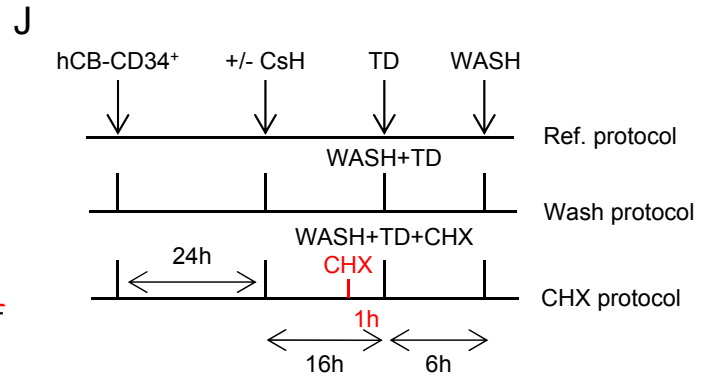 J
hCB-CD34⁺ +/- CsH TD WASH
Ref. protocol
WASH+TD
Wash protocol
WASH+TD+CHX
24h CHX
CHX protocol
1h
16h 6h